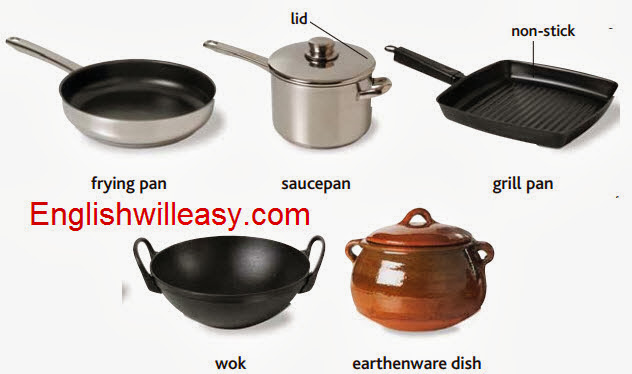 lid
non-stick
frying pan
saucepan
grill pan
Englishwilleasy.com
wok
earthenware dish